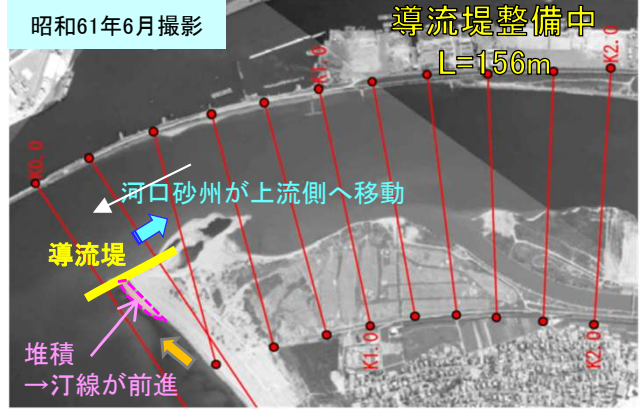 昭和61年6月撮影
導流堤整備中
L=156m
K1.0
K2.0
K0.0
河口砂州が上流側へ移動
導流堤
堆積
→汀線が前進
K1.0
K2.0